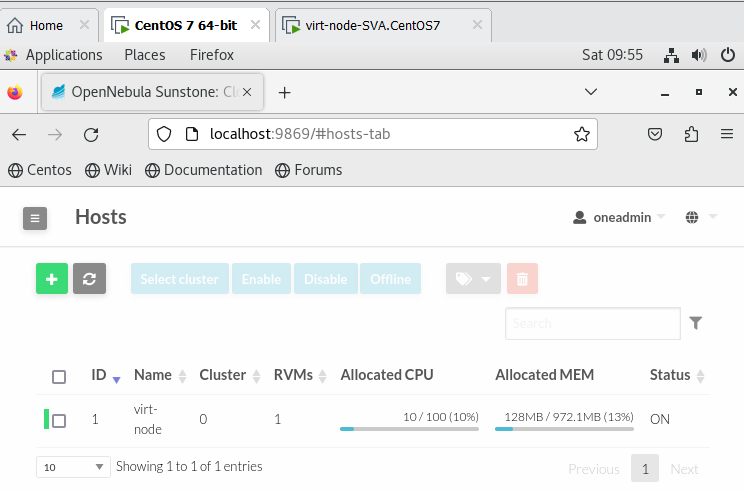 Home CentOS 7 64-bit virt-node-SVA.CentOS7
Applications Places Firefox Sat 09:55
OpenNebula Sunstone: Cl
localhost:9869/#hosts-tab
Centos Wiki Documentation Forums
Hosts oneadmin
Select cluster Enable Disable Offline
Search
ID Name Cluster RVMs Allocated CPU Allocated MEM Status
1 virt-node 0 1 10 / 100 (10%) 128MB / 972.1MB (13%) ON
10 Showing 1 to 1 of 1 entries Previous 1 Next